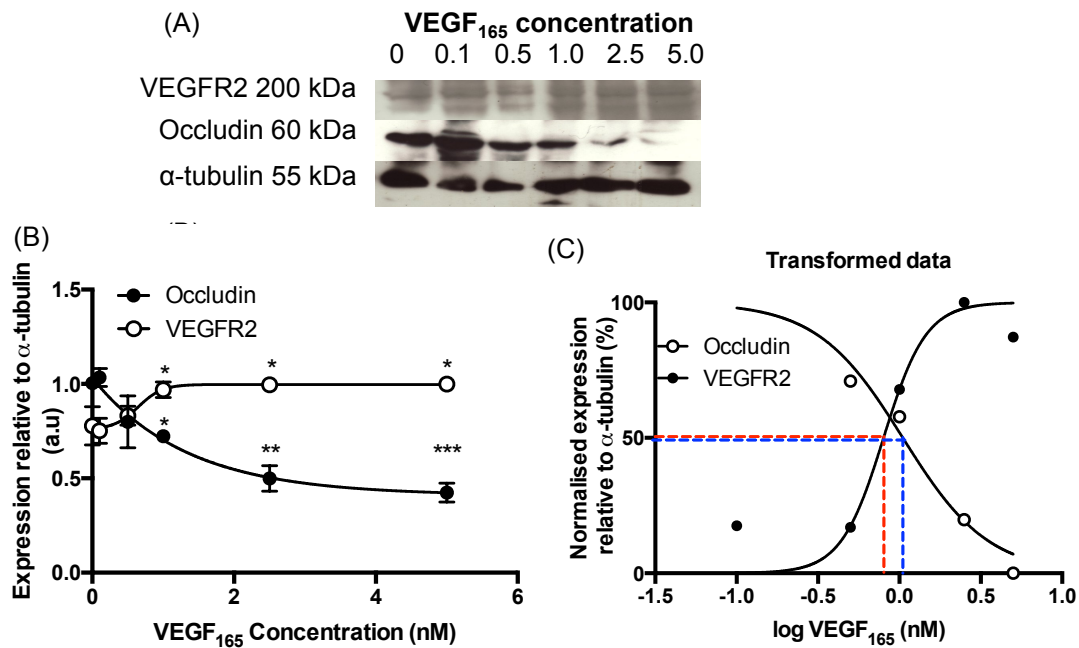 (A)
VEGF165 concentration
0 0.1 0.5 1.0 2.5 5.0
VEGFR2 200 kDa
Occludin 60 kDa
α-tubulin 55 kDa
(B)
Expression relative to α-tubulin
(a.u)
1.5
1.0
0.5
0.0
Occludin
VEGFR2
* * *
* ** ***
0 2 4 6
VEGF165 Concentration (nM)
(C)
Transformed data
Normalised expression
relative to α-tubulin (%)
100
50
0
Occludin
VEGFR2
-1.5 -1.0 -0.5 0.0 0.5 1.0
log VEGF165 (nM)